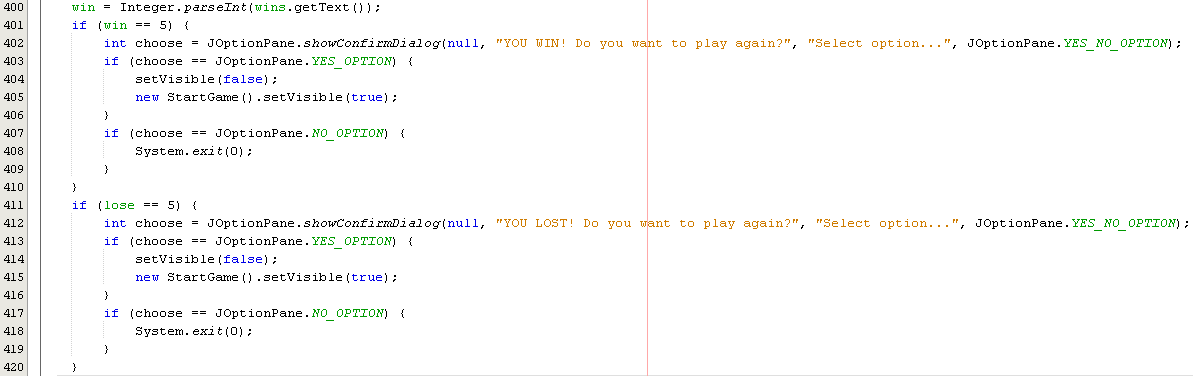 400 win = Integer.parseInt(wins.getText());
401 if (win == 5) {
402 int choose = JOptionPane.showConfirmDialog(null, "YOU WIN! Do you want to play again?", "Select option...", JOptionPane.YES_NO_OPTION);
403 if (choose == JOptionPane.YES_OPTION) {
404 setVisible(false);
405 new StartGame().setVisible(true);
406 }
407 if (choose == JOptionPane.NO_OPTION) {
408 System.exit(0);
409 }
410 }
411 if (lose == 5) {
412 int choose = JOptionPane.showConfirmDialog(null, "YOU LOST! Do you want to play again?", "Select option...", JOptionPane.YES_NO_OPTION);
413 if (choose == JOptionPane.YES_OPTION) {
414 setVisible(false);
415 new StartGame().setVisible(true);
416 }
417 if (choose == JOptionPane.NO_OPTION) {
418 System.exit(0);
419 }
420 }